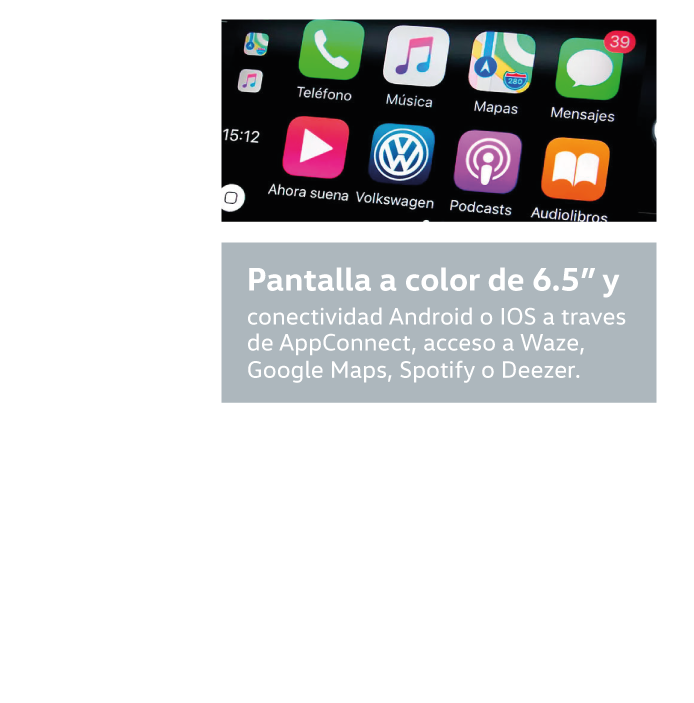 39
Teléfono
Música
Mapas
Mensajes
280
15:12
Ahora suena
Volkswagen
Podcasts
Audiolibros
Pantalla a color de 6.5” y
conectividad Android o IOS a traves
de AppConnect, acceso a Waze,
Google Maps, Spotify o Deezer.